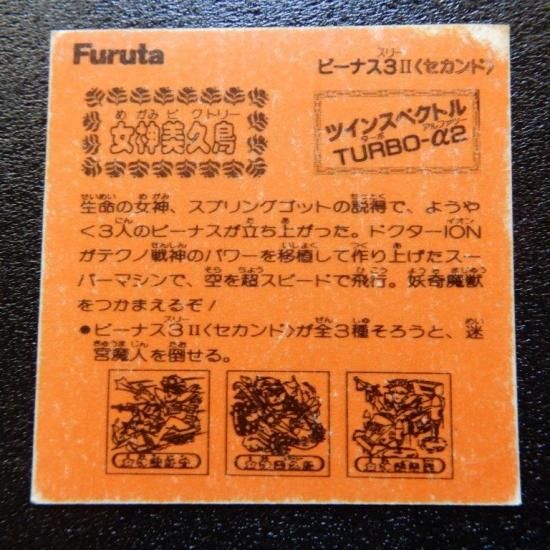 Furuta
ビーナス3Ⅱ〈セカンド〉
女神美久鳥
ツインスペクトル
TURBO-α2
生命の女神、スプリングゴットの説得で、ようや
く3人のビーナスが立ち上がった。ドクターION
がテクノ戦神のパワーを移植して作り上げたスー
パーマシンで、空を超スピードで飛行。妖奇魔獣
をつかまえるぞ!
●ビーナス3Ⅱ〈セカンド〉が全3種そろうと、迷
宮魔人を倒せる。